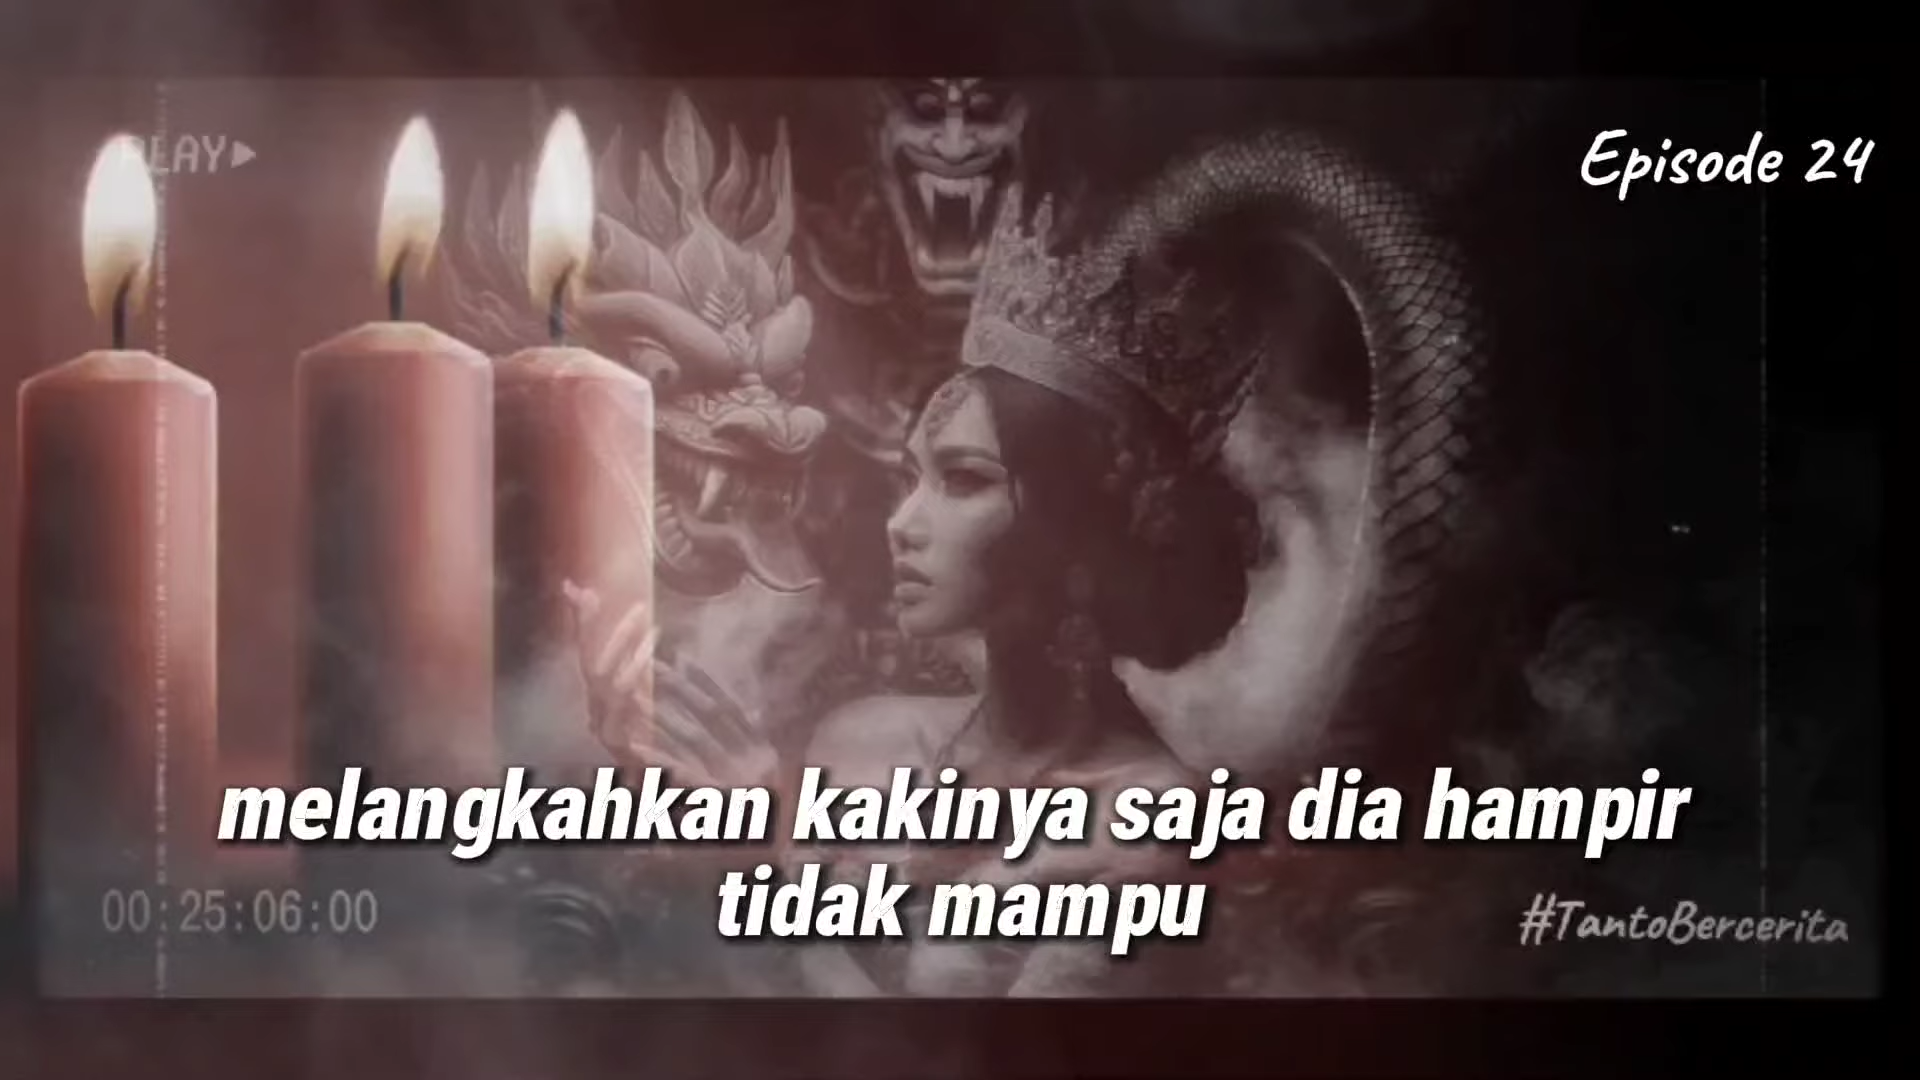 PLAY
Episode 24
melangkahkan kakinya saja dia hampir
tidak mampu
00:25:06:00
#TantoBercerita